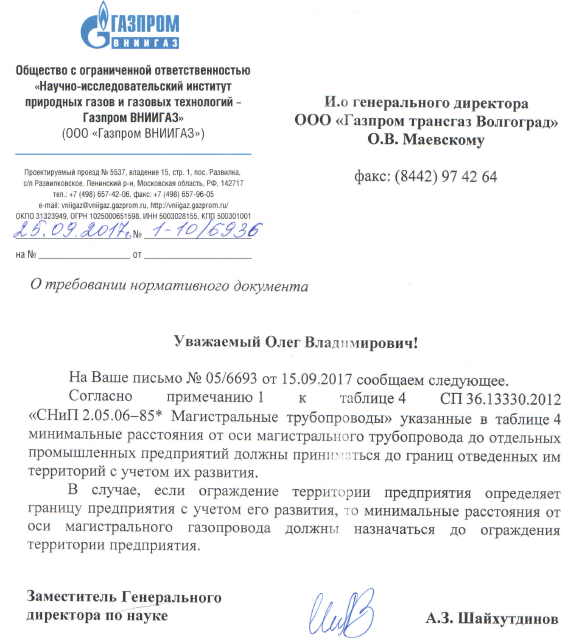 ГАЗПРОМ
ВНИИГАЗ
Общество с ограниченной ответственностью
«Научно-исследовательский институт
природных газов и газовых технологий –
Газпром ВНИИГАЗ»
(ООО «Газпром ВНИИГАЗ»)
Проектируемый проезд № 5537, владение 15, стр. 1, пос. Развилка,
с/п Развилковское, Ленинский р-н, Московская область, РФ, 142717
тел.: +7 (498) 657-42-06, факс: +7 (498) 657-96-05
e-mail: vniigaz@vniigaz.gazprom.ru, http://vniigaz.gazprom.ru/
ОКПО 31323949, ОГРН 1025000651598, ИНН 5003028155, КПП 500301001
25.09.2017г. № 1-10/6936
на № от
И.о генерального директора
ООО «Газпром трансгаз Волгоград»
О.В. Маевскому
факс: (8442) 97 42 64
О требовании нормативного документа
Уважаемый Олег Владимирович!
На Ваше письмо № 05/6693 от 15.09.2017 сообщаем следующее.
Согласно примечанию 1 к таблице 4 СП 36.13330.2012
«СНиП 2.05.06–85* Магистральные трубопроводы» указанные в таблице 4
минимальные расстояния от оси магистрального трубопровода до отдельных
промышленных предприятий должны приниматься до границ отведенных им
территорий с учетом их развития.
В случае, если ограждение территории предприятия определяет
границу предприятия с учетом его развития, то минимальные расстояния от
оси магистрального газопровода должны назначаться до ограждения
территории предприятия.
Заместитель Генерального
директора по науке
А.З. Шайхутдинов